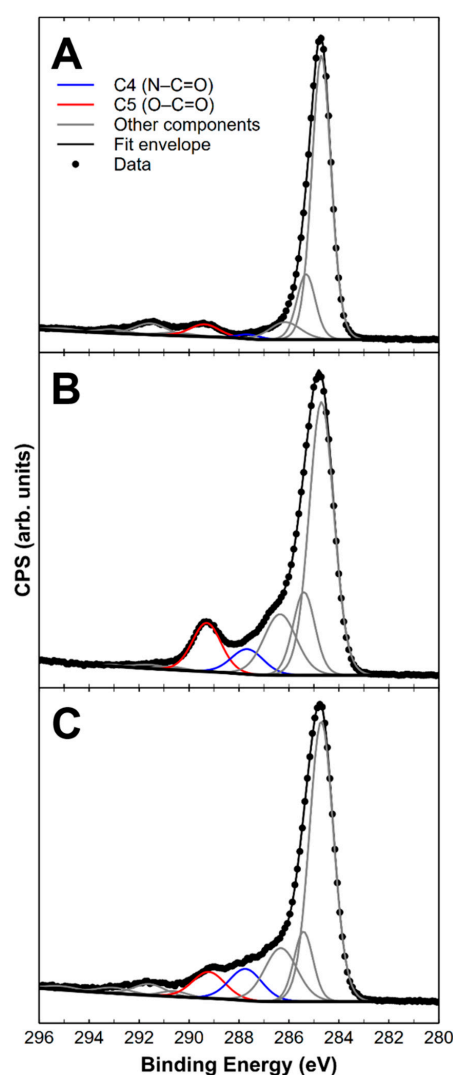 A
C4 (N–C=O)
C5 (O–C=O)
Other components
Fit envelope
Data
B
C
CPS (arb. units)
296 294 292 290 288 286 284 282 280
Binding Energy (eV)